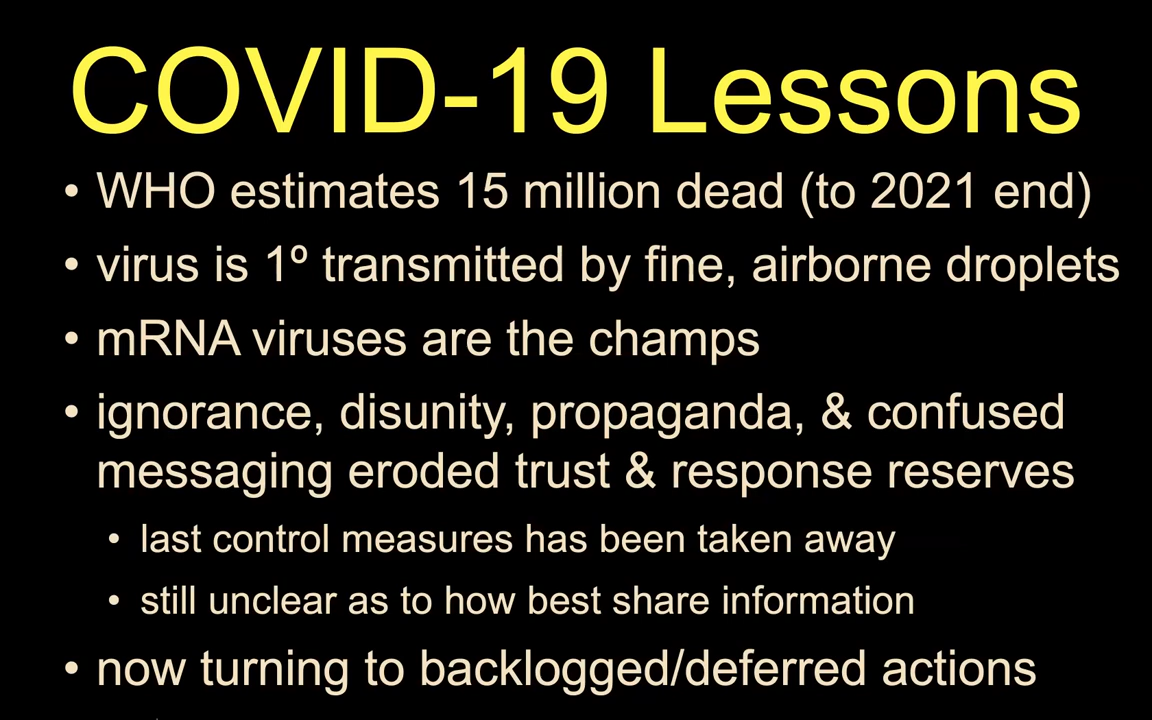 COVID-19 Lessons
• WHO estimates 15 million dead (to 2021 end)
• virus is 1º transmitted by fine, airborne droplets
• mRNA viruses are the champs
• ignorance, disunity, propaganda, & confused
messaging eroded trust & response reserves
• last control measures has been taken away
• still unclear as to how best share information
• now turning to backlogged/deferred actions